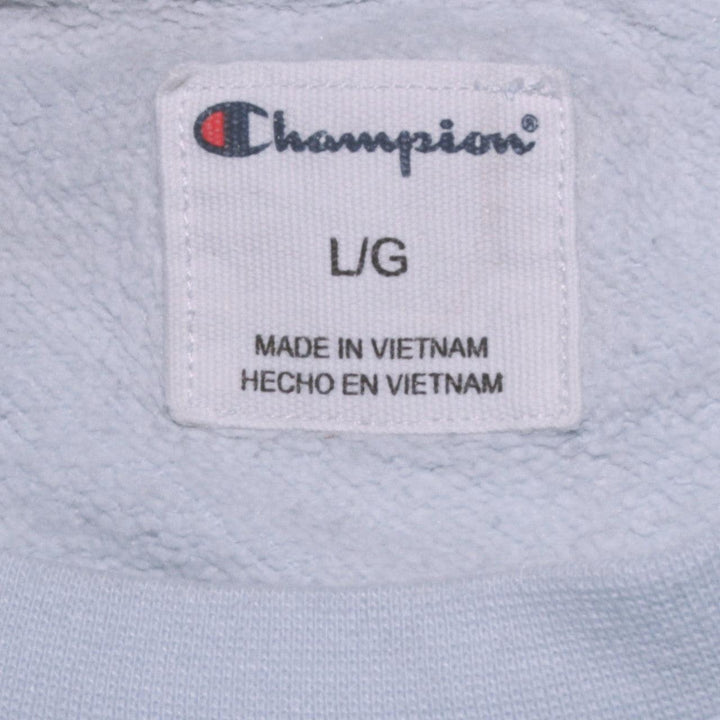 Champion®
L/G
MADE IN VIETNAM
HECHO EN VIETNAM